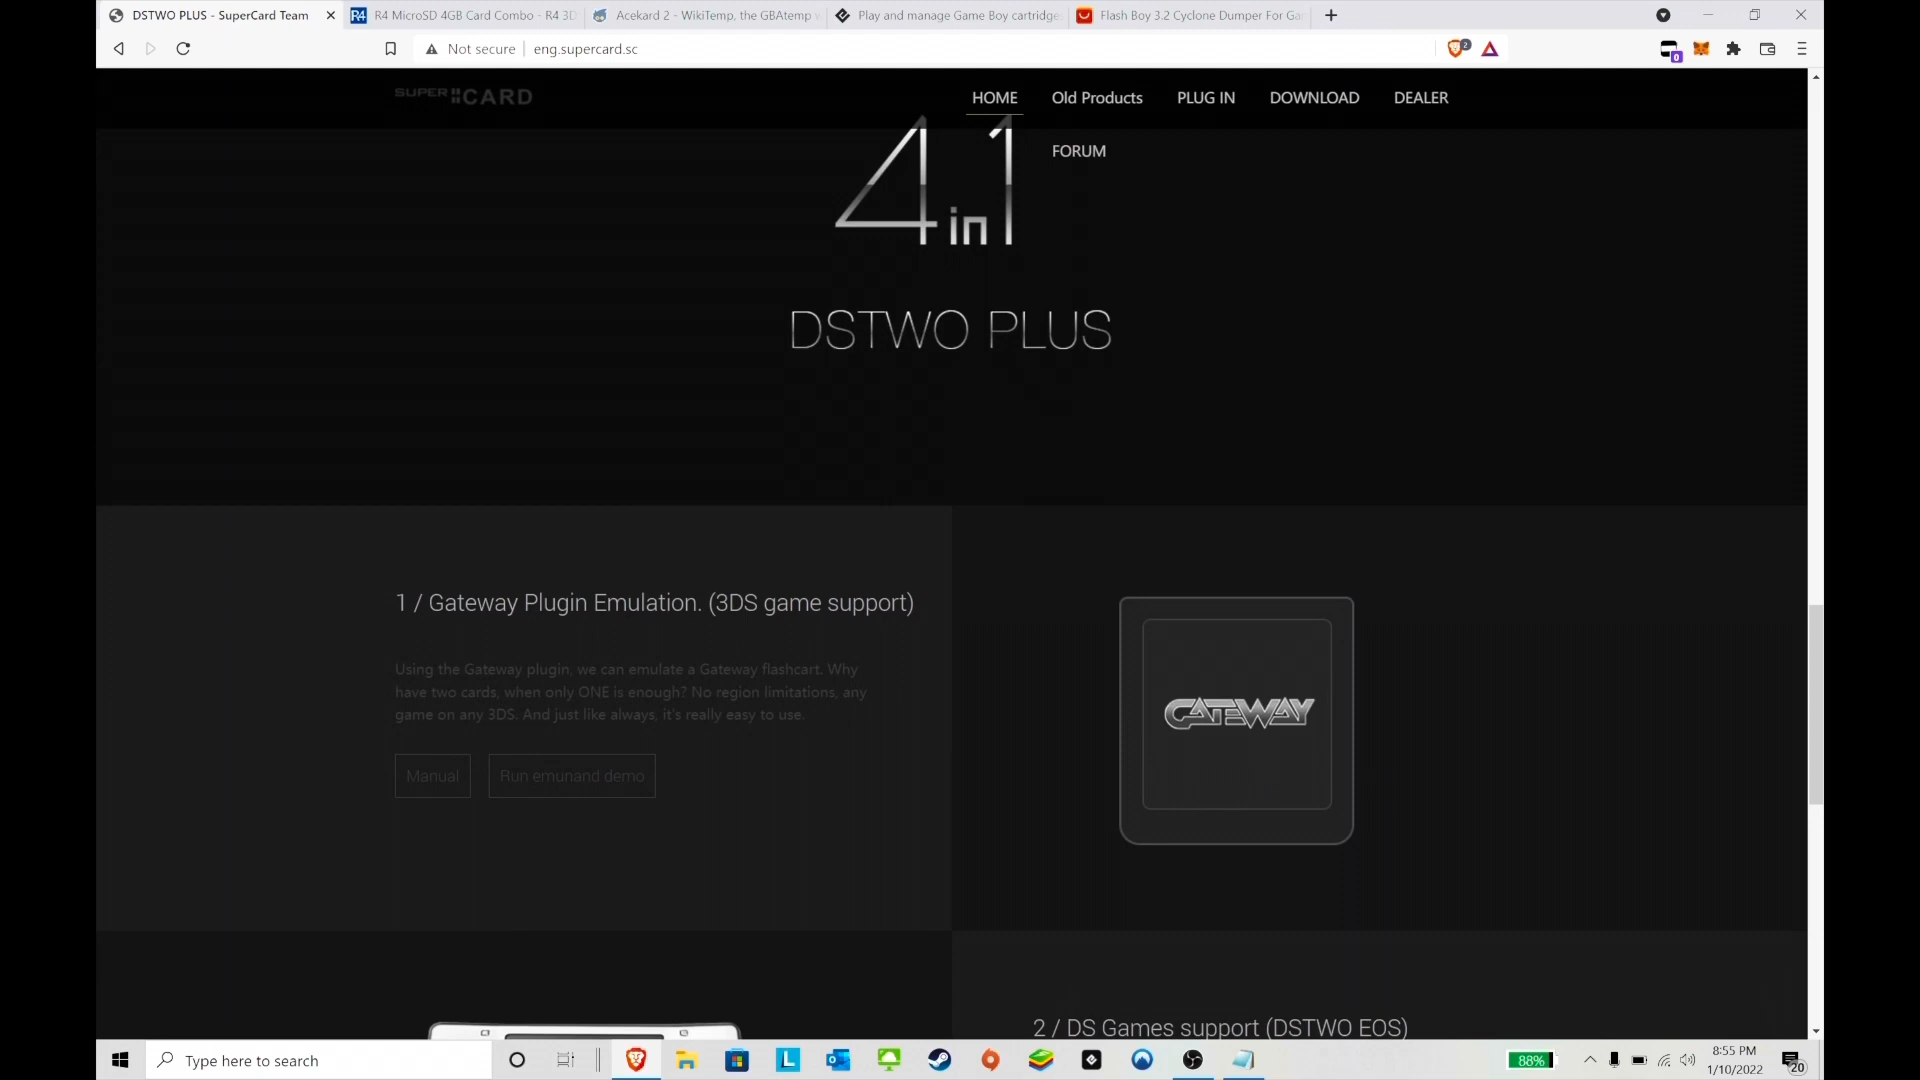 DSTWO PLUS - SuperCard Team
R4 MicroSD 4GB Card Combo - R4 3D
Acekard 2 - WikiTemp, the GBAtemp
Play and manage Game Boy cartridge
Flash Boy 3.2 Cyclone Dumper For Ga
Not secure
eng.supercard.sc
2
0
SUPER CARD
HOME
Old Products
PLUG IN
DOWNLOAD
DEALER
FORUM
4 in 1
DSTWO PLUS
1 / Gateway Plugin Emulation. (3DS game support)
Using the Gateway plugin, we can emulate a Gateway flashcart. Why
have two cards, when only ONE is enough? No region limitations, any
game on any 3DS. And just like always, it's really easy to use.
Manual
Run emunand demo
GATEWAY
2 / DS Games support (DSTWO EOS)
Type here to search
88%
8:55 PM
1/10/2022
20